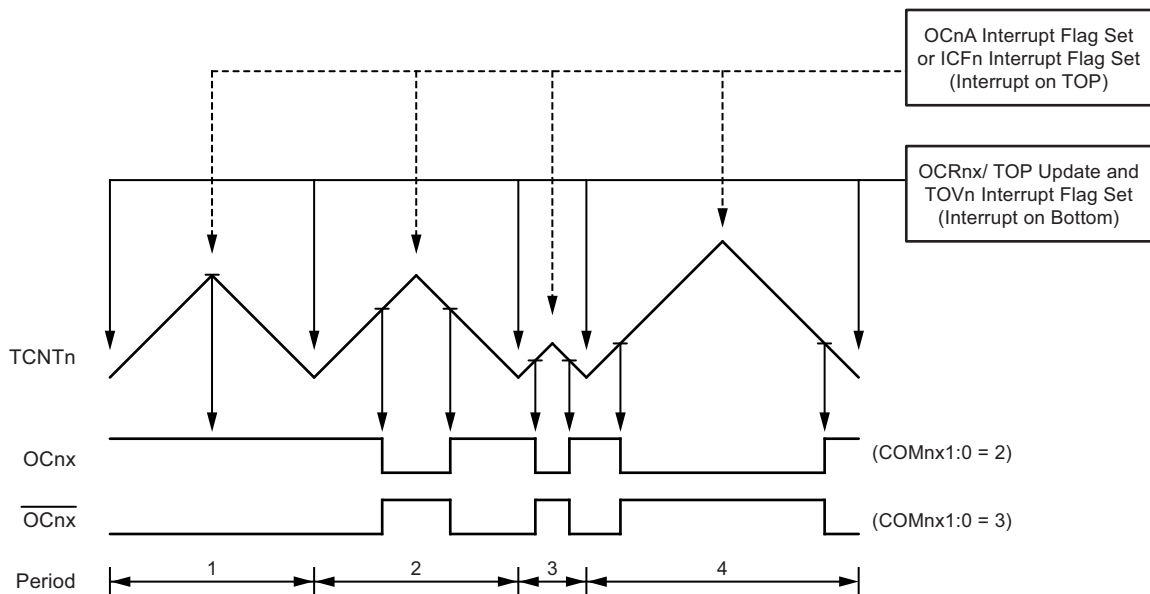 OCnA Interrupt Flag Set
or ICFn Interrupt Flag Set
(Interrupt on TOP)
OCRnx/ TOP Update and
TOVn Interrupt Flag Set
(Interrupt on Bottom)
TCNTn
OCnx
(COMnx1:0 = 2)
OCnx
(COMnx1:0 = 3)
Period
1
2
3
4